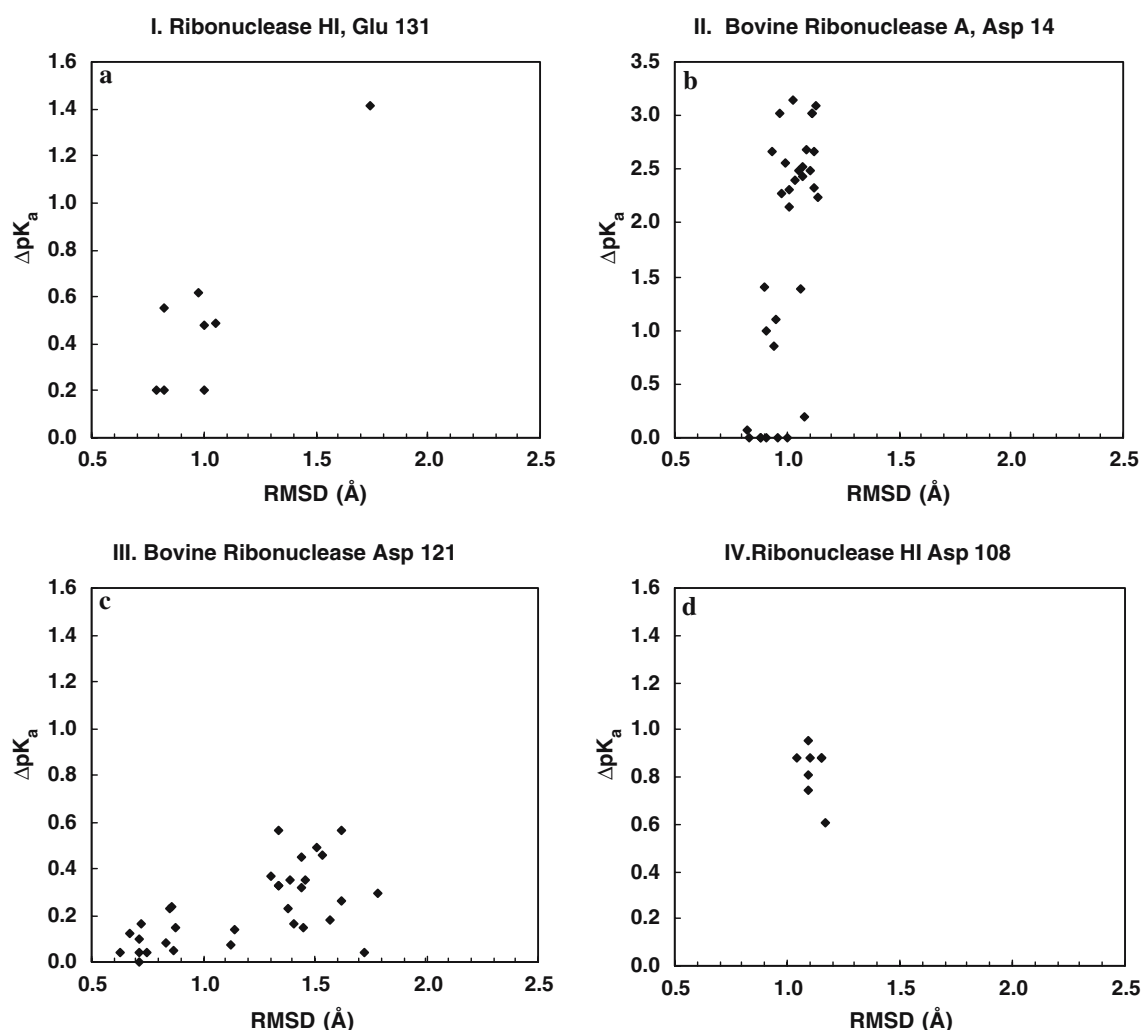 I. Ribonuclease HI, Glu 131
a
1.6
1.4
1.2
1.0
0.8
0.6
0.4
0.2
0.0
ΔpKa
0.5 1.0 1.5 2.0 2.5
RMSD (Å)
II. Bovine Ribonuclease A, Asp 14
b
3.5
3.0
2.5
2.0
1.5
1.0
0.5
0.0
ΔpKa
0.5 1.0 1.5 2.0 2.5
RMSD (Å)
III. Bovine Ribonuclease Asp 121
c
1.6
1.4
1.2
1.0
0.8
0.6
0.4
0.2
0.0
ΔpKa
0.5 1.0 1.5 2.0 2.5
RMSD (Å)
IV.Ribonuclease HI Asp 108
d
1.6
1.4
1.2
1.0
0.8
0.6
0.4
0.2
0.0
ΔpKa
0.5 1.0 1.5 2.0 2.5
RMSD (Å)